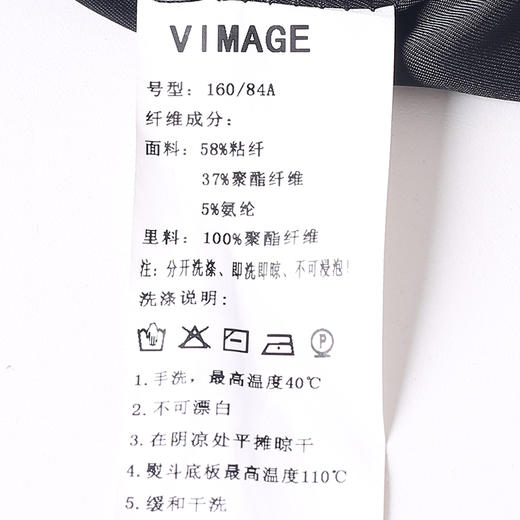 VIMAGE
号型：160/84A
纤维成分：
面料：58%粘纤
37%聚酯纤维
5%氨纶
里料：100%聚酯纤维
注：分开洗涤、即洗即晾、不可浸泡！
洗涤说明：
P
1.手洗，最高温度40℃
2.不可漂白
3.在阴凉处平摊晾干
4.熨斗底板最高温度110℃
5.缓和干洗